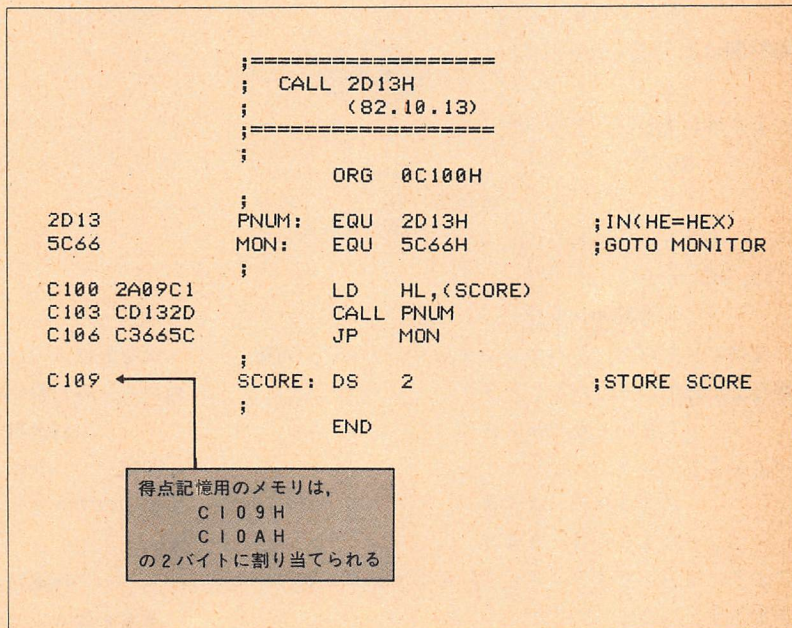 ;==================
; CALL 2D13H
; (82.10.13)
;==================
;
ORG 0C100H
;
2D13 PNUM: EQU 2D13H ;IN(HE=HEX)
5C66 MON: EQU 5C66H ;GOTO MONITOR
;
C100 2A09C1 LD HL,(SCORE)
C103 CD132D CALL PNUM
C106 C3665C JP MON
;
C109 SCORE: DS 2 ;STORE SCORE
;
END
得点記憶用のメモリは,
C109H
C10AH
の2バイトに割り当てられる